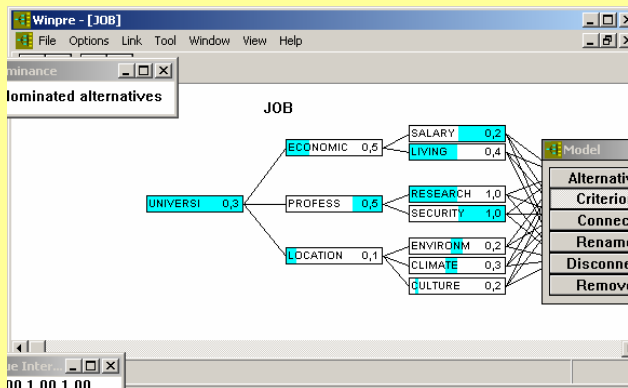 Winpre - [JOB]
File Options Link Tool Window View Help
minance
dominated alternatives
JOB
SALARY 0,2
ECONOMIC 0,5
LIVING 0,4
Model
Alternativ
RESEARCH 1,0
Criterio
UNIVERSI 0,3
PROFESS 0,5
SECURITY 1,0
Connec
Rename
ENVIRONM 0,2
LOCATION 0,1
CLIMATE 0,3
Disconne
CULTURE 0,2
Remov
ue Inter...
00 1.00 1.00